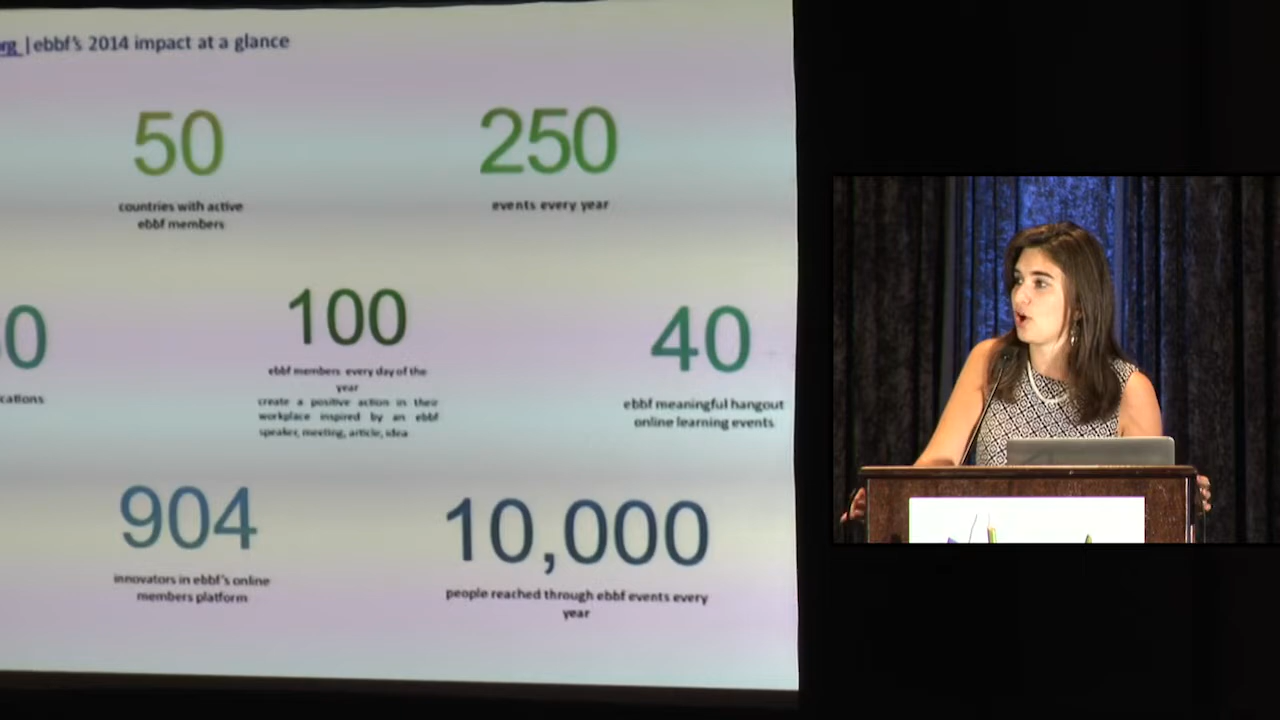 rg |ebbf's 2014 impact at a glance
50
250
countries with active
ebbf members
events every year
0
100
40
cations
ebbf members every day of the
year
create a positive action in their
workplace inspired by an ebbf
speaker, meeting, article, idea
ebbf meaningful hangout
online learning events
904
10,000
innovators in ebbf's online
members platform
people reached through ebbf events every
year